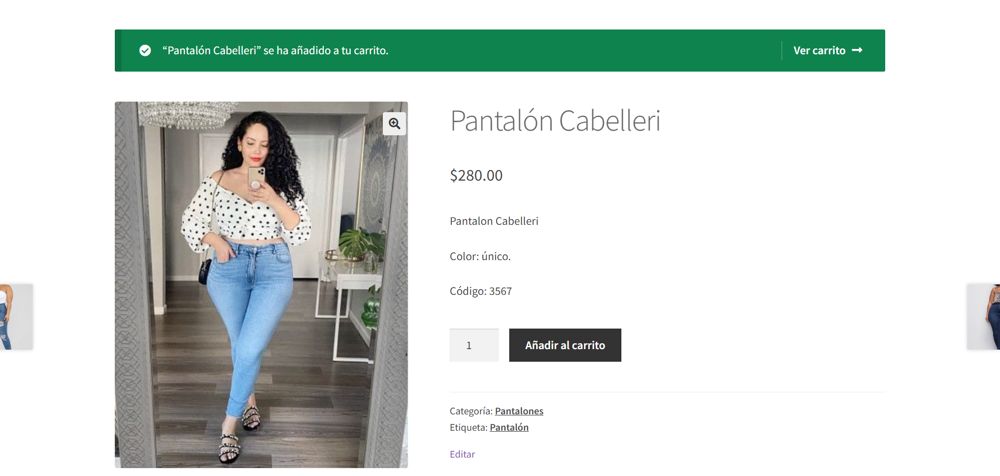 “Pantalón Cabelleri” se ha añadido a tu carrito.
Ver carrito
Pantalón Cabelleri
$280.00
Pantalon Cabelleri
Color: único.
Código: 3567
1
Añadir al carrito
Categoría: Pantalones
Etiqueta: Pantalón
Editar